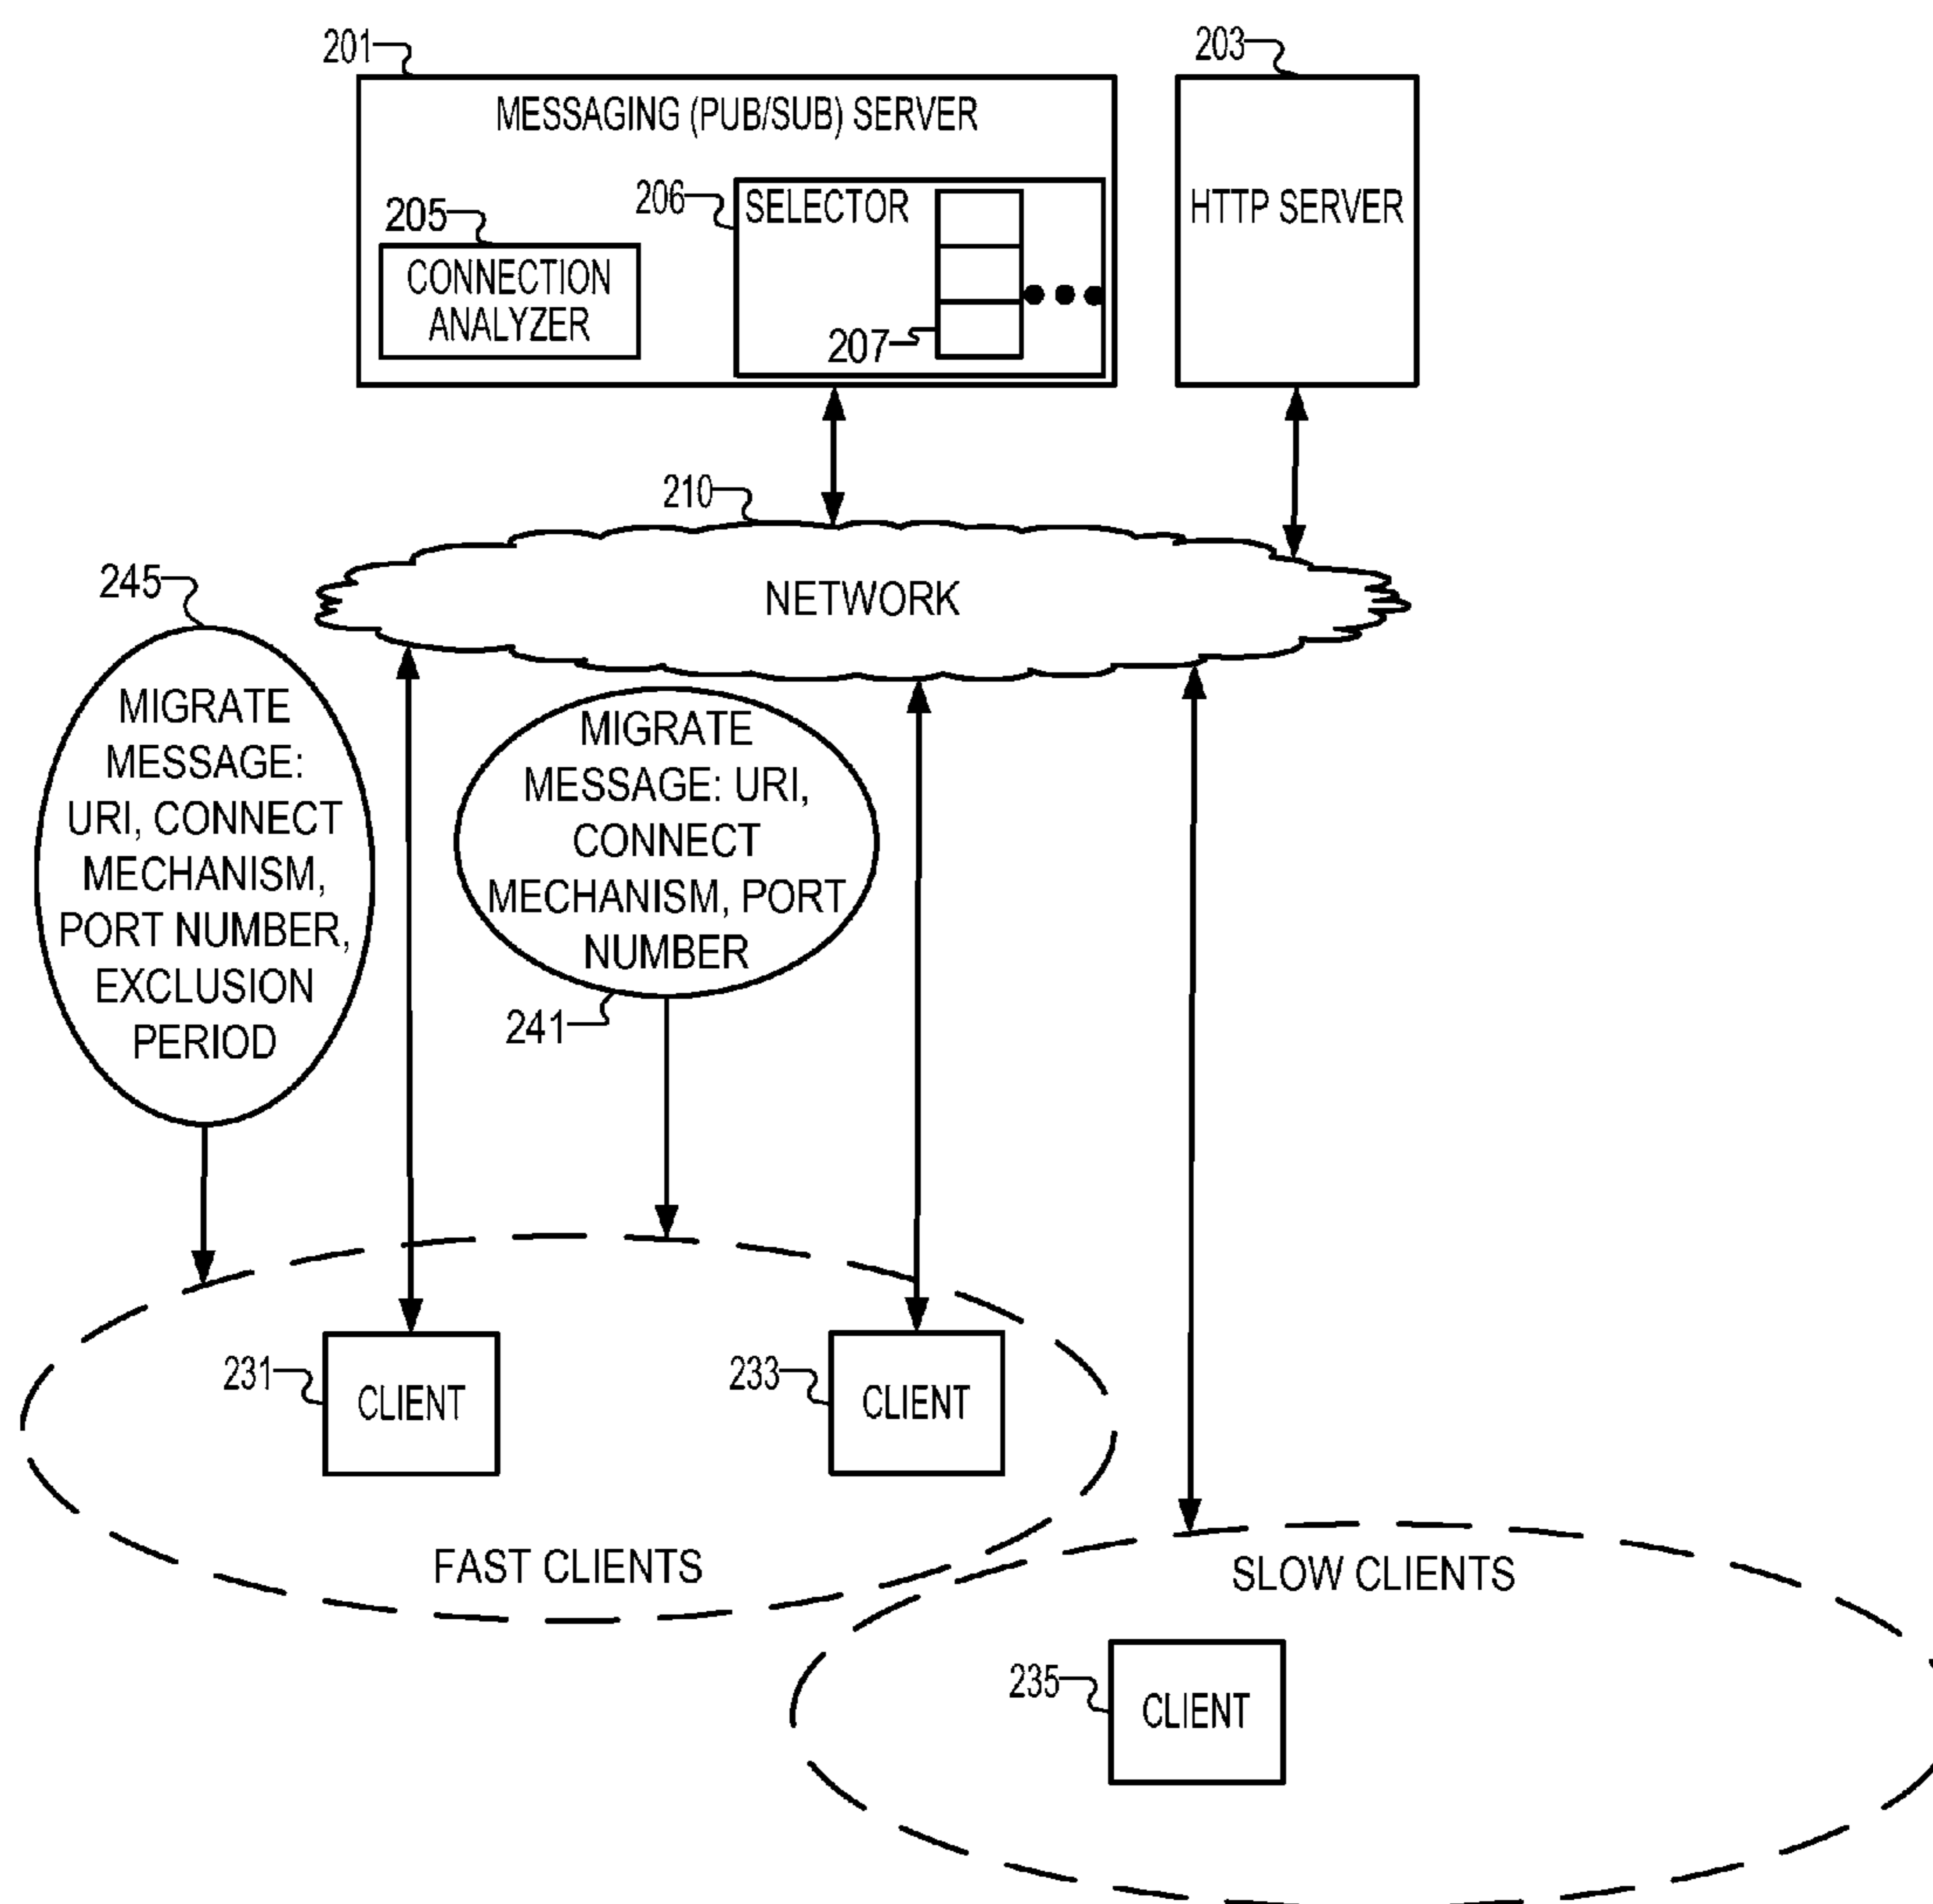 201
203
MESSAGING (PUB/SUB) SERVER
206
SELECTOR
HTTP SERVER
205
CONNECTION
ANALYZER
207
210
NETWORK
245
MIGRATE
MESSAGE:
URI, CONNECT
MECHANISM,
PORT NUMBER,
EXCLUSION
PERIOD
MIGRATE
MESSAGE: URI,
CONNECT
MECHANISM, PORT
NUMBER
241
231
CLIENT
233
CLIENT
FAST CLIENTS
SLOW CLIENTS
235
CLIENT